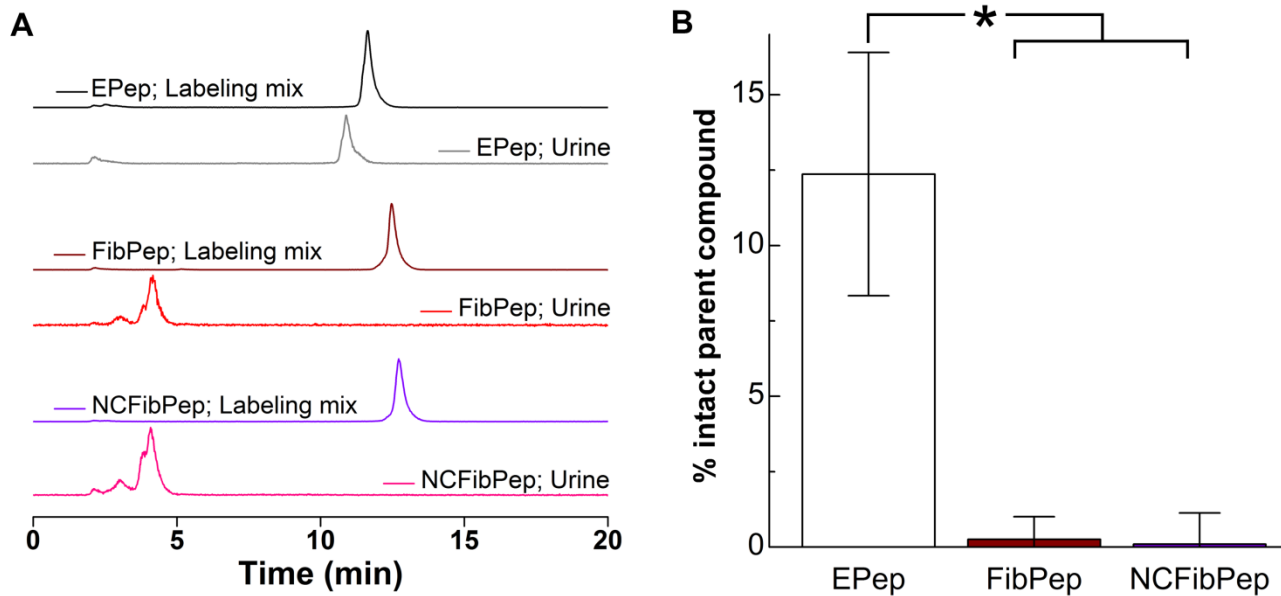 A
EPep; Labeling mix
EPep; Urine
FibPep; Labeling mix
FibPep; Urine
NCFibPep; Labeling mix
NCFibPep; Urine
0 5 10 15 20
Time (min)
B
*
% intact parent compound
15
10
5
0
EPep FibPep NCFibPep